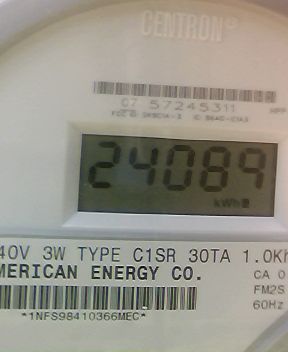 CENTRON®
07 57245311
24089
kWh
40V 3W TYPE C1SR 30TA 1.0Kh
MERICAN ENERGY CO.
CA 0
FM2S
60Hz
*1NFS98410366MEC*